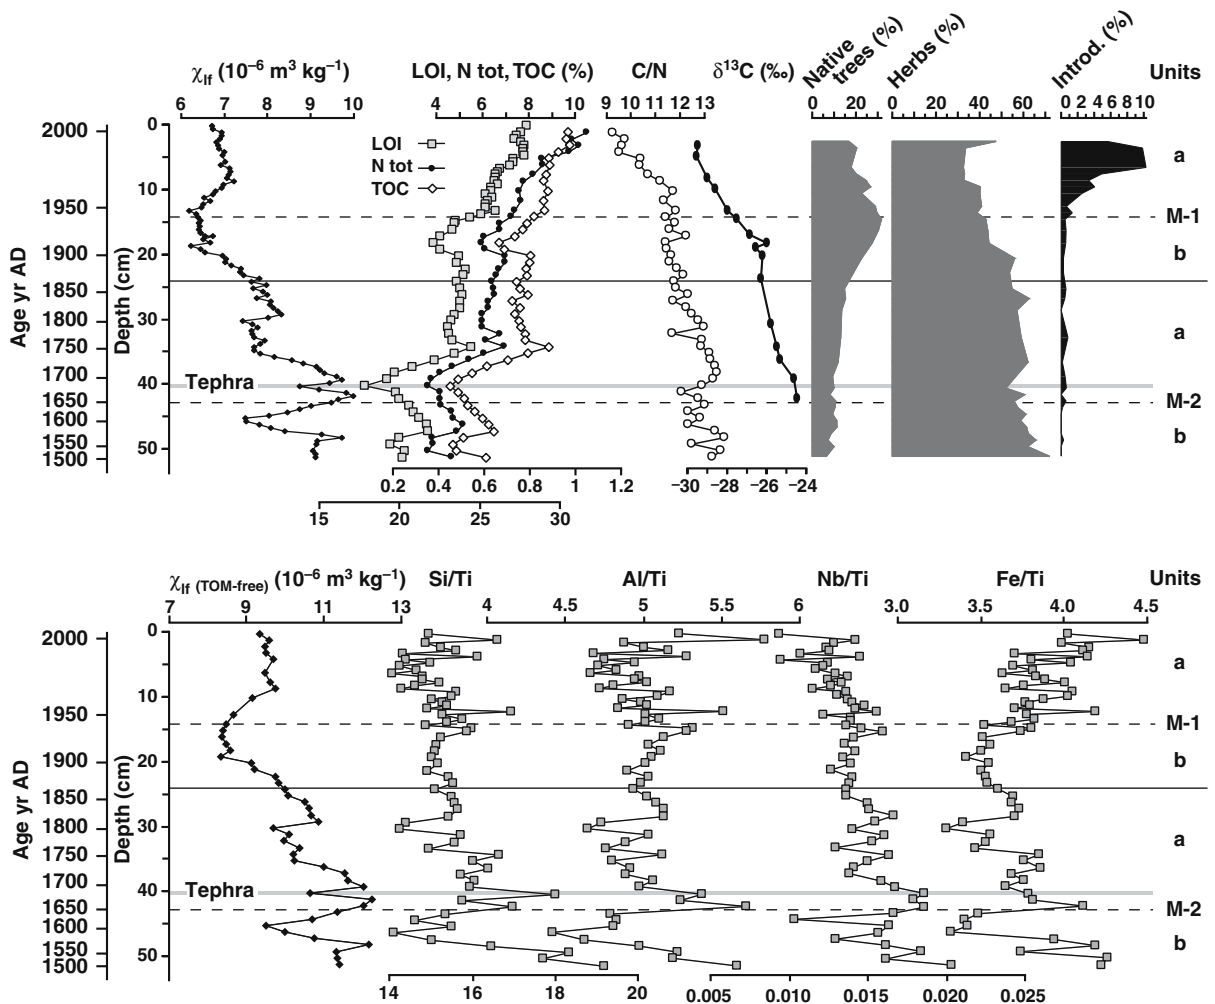 χlf (10–6 m3 kg–1) LOI, N tot, TOC (%) C/N δ13C (‰) Native trees (%) Herbs (%) Introd. (%) Units
6 7 8 9 10 4 6 8 10 9 10 11 12 13 0 20 0 20 40 60 0 2 4 6 8 10
LOI
N tot
TOC
Age yr AD
2000
1950
1900
1850
1800
1750
1700
1650
1600
1550
1500
Depth (cm)
0
10
20
30
40
50
Tephra
a
M-1
b
a
M-2
b
0.2 0.4 0.6 0.8 1 1.2 –30 –28 –26 –24
15 20 25 30
χlf (TOM-free) (10–6 m3 kg–1) Si/Ti Al/Ti Nb/Ti Fe/Ti Units
7 9 11 13 4 4.5 5 5.5 6 3.0 3.5 4.0 4.5
Age yr AD
2000
1950
1900
1850
1800
1750
1700
1650
1600
1550
1500
Depth (cm)
0
10
20
30
40
50
Tephra
a
M-1
b
a
M-2
b
14 16 18 20 0.005 0.010 0.015 0.020 0.025